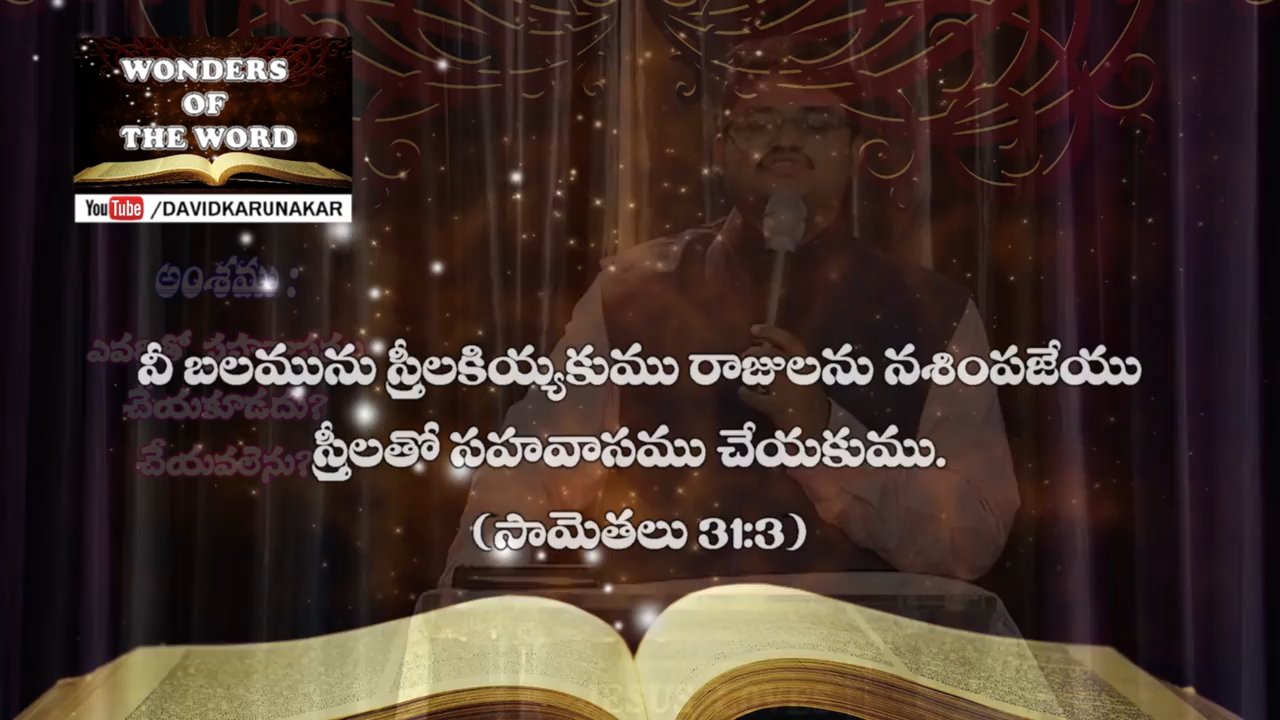 WONDERS
OF
THE WORD
YouTube /DAVIDKARUNAKAR
అంశము :
నీ బలమును స్త్రీలకియ్యకుము రాజులను నశింపజేయు
చేయకూడదు?
స్త్రీలతో సహవాసము చేయకుము.
చేయవలెను?
(సామెతలు 31:3)
JESUS